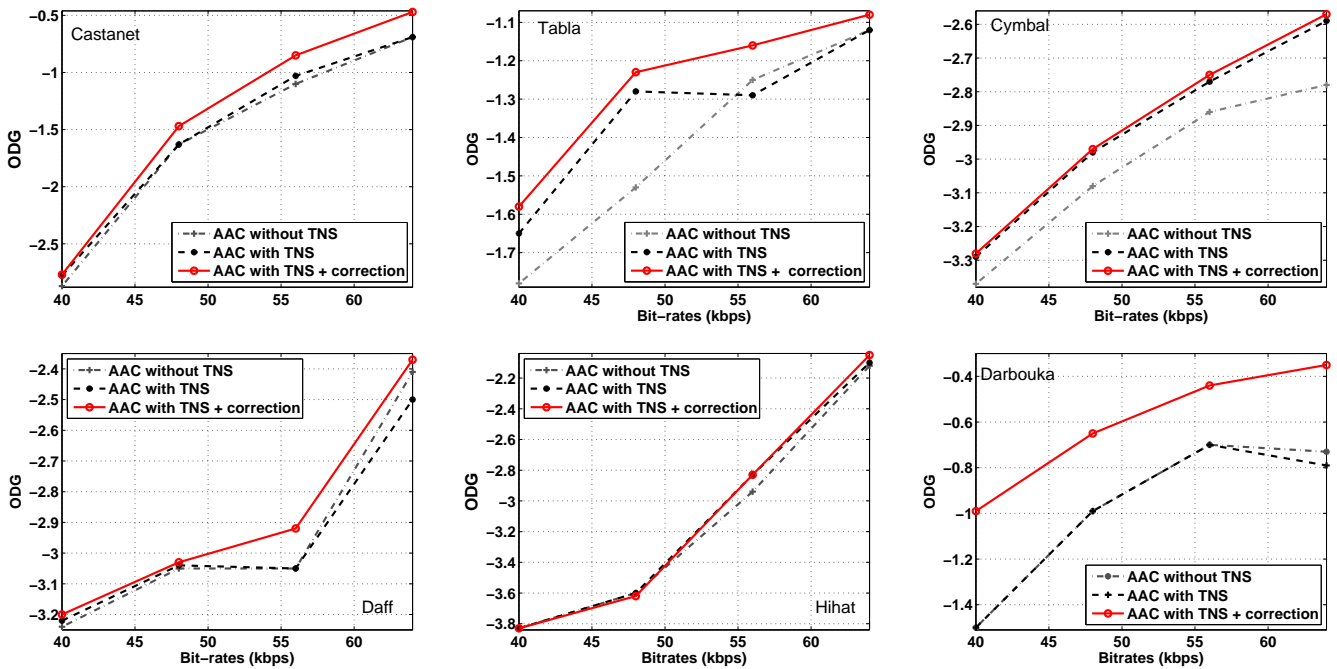 Castanet
ODG
−0.5
−1
−1.5
−2
−2.5
40 45 50 55 60
Bit−rates (kbps)
AAC without TNS
AAC with TNS
AAC with TNS + correction
Tabla
ODG
−1.1
−1.2
−1.3
−1.4
−1.5
−1.6
−1.7
40 45 50 55 60
Bit−rates (kbps)
AAC without TNS
AAC with TNS
AAC with TNS + correction
Cymbal
ODG
−2.6
−2.7
−2.8
−2.9
−3
−3.1
−3.2
−3.3
40 45 50 55 60
Bit−rates (kbps)
AAC without TNS
AAC with TNS
AAC with TNS + correction
Daff
ODG
−2.4
−2.5
−2.6
−2.7
−2.8
−2.9
−3
−3.1
−3.2
40 45 50 55 60
Bit−rates (kbps)
AAC without TNS
AAC with TNS
AAC with TNS + correction
Hihat
ODG
−2.2
−2.4
−2.6
−2.8
−3
−3.2
−3.4
−3.6
−3.8
40 45 50 55 60
Bitrates (kbps)
AAC without TNS
AAC with TNS
AAC with TNS + correction
Darbouka
ODG
−0.4
−0.6
−0.8
−1
−1.2
−1.4
40 45 50 55 60
Bitrates (kbps)
AAC without TNS
AAC with TNS
AAC with TNS + correction